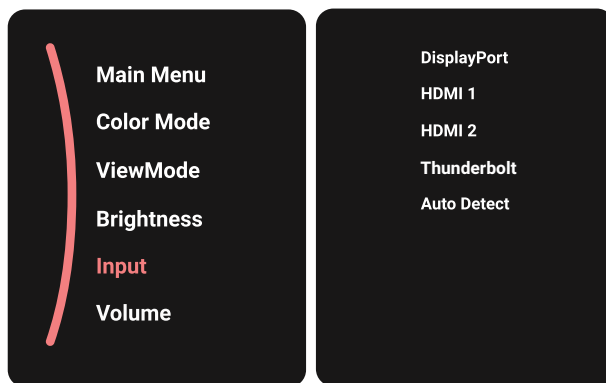 Main Menu
Color Mode
ViewMode
Brightness
Input
Volume
DisplayPort
HDMI 1
HDMI 2
Thunderbolt
Auto Detect